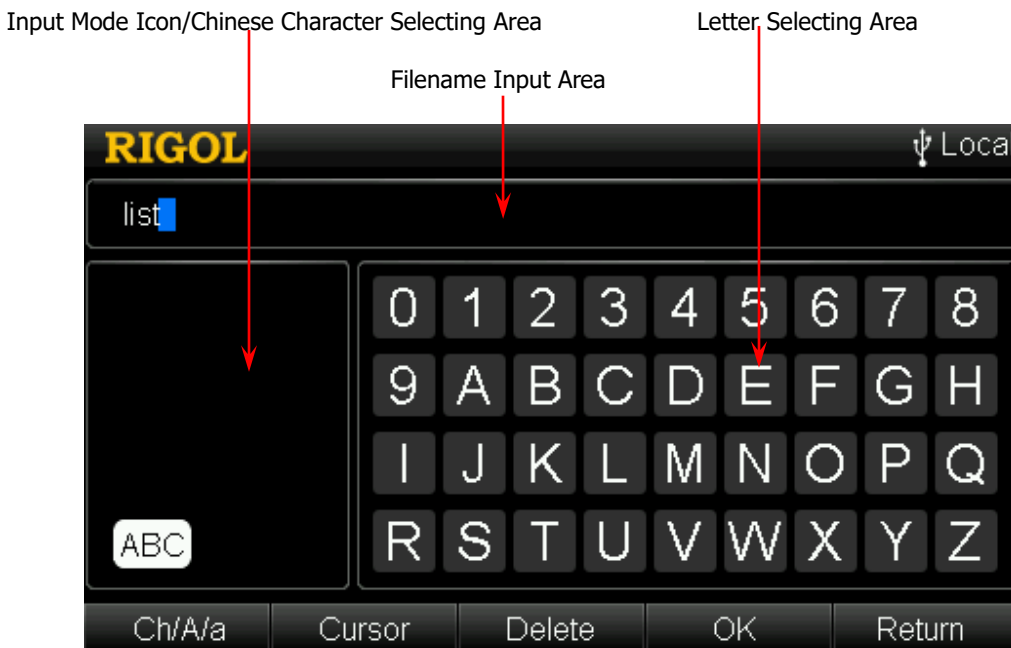 Input Mode Icon/Chinese Character Selecting Area Letter Selecting Area
Filename Input Area
RIGOL Loca
list
0 1 2 3 4 5 6 7 8
9 A B C D E F G H
I J K L M N O P Q
ABC R S T U V W X Y Z
Ch/A/a Cursor Delete OK Return